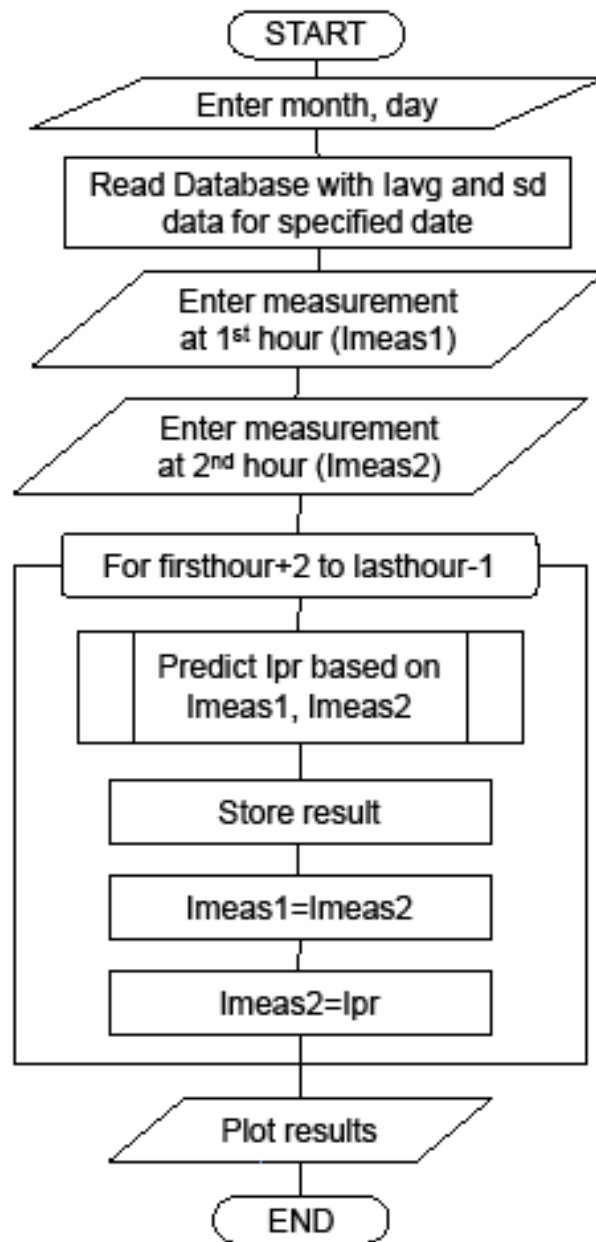 START
Enter month, day
Read Database with Iavg and sd
data for specified date
Enter measurement
at 1st hour (Imeas1)
Enter measurement
at 2nd hour (Imeas2)
For firsthour+2 to lasthour-1
Predict Ipr based on
Imeas1, Imeas2
Store result
Imeas1=Imeas2
Imeas2=Ipr
Plot results
END